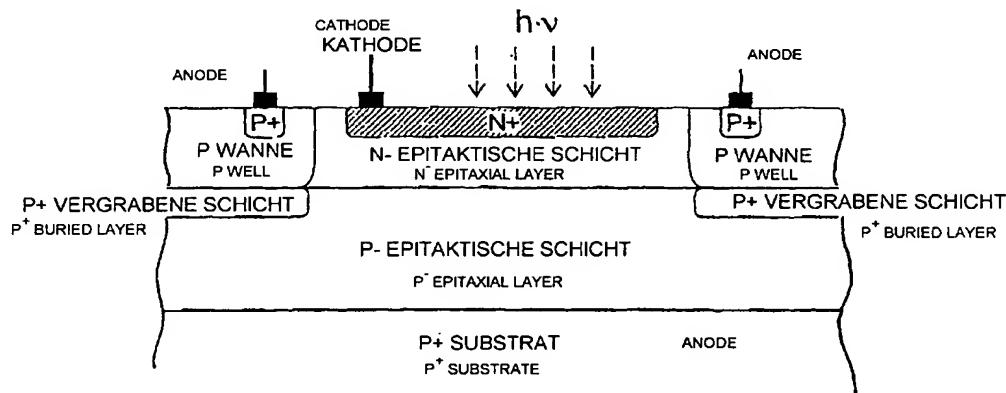 CATHODE
KATHODE
h·ν
ANODE
ANODE
P+
N+
P+
P WANNE
P WELL
N- EPITAKTISCHE SCHICHT
N⁻ EPITAXIAL LAYER
P WANNE
P WELL
P+ VERGRABENE SCHICHT
P⁺ BURIED LAYER
P+ VERGRABENE SCHICHT
P⁺ BURIED LAYER
P- EPITAKTISCHE SCHICHT
P⁻ EPITAXIAL LAYER
P+ SUBSTRAT
P⁺ SUBSTRATE
ANODE